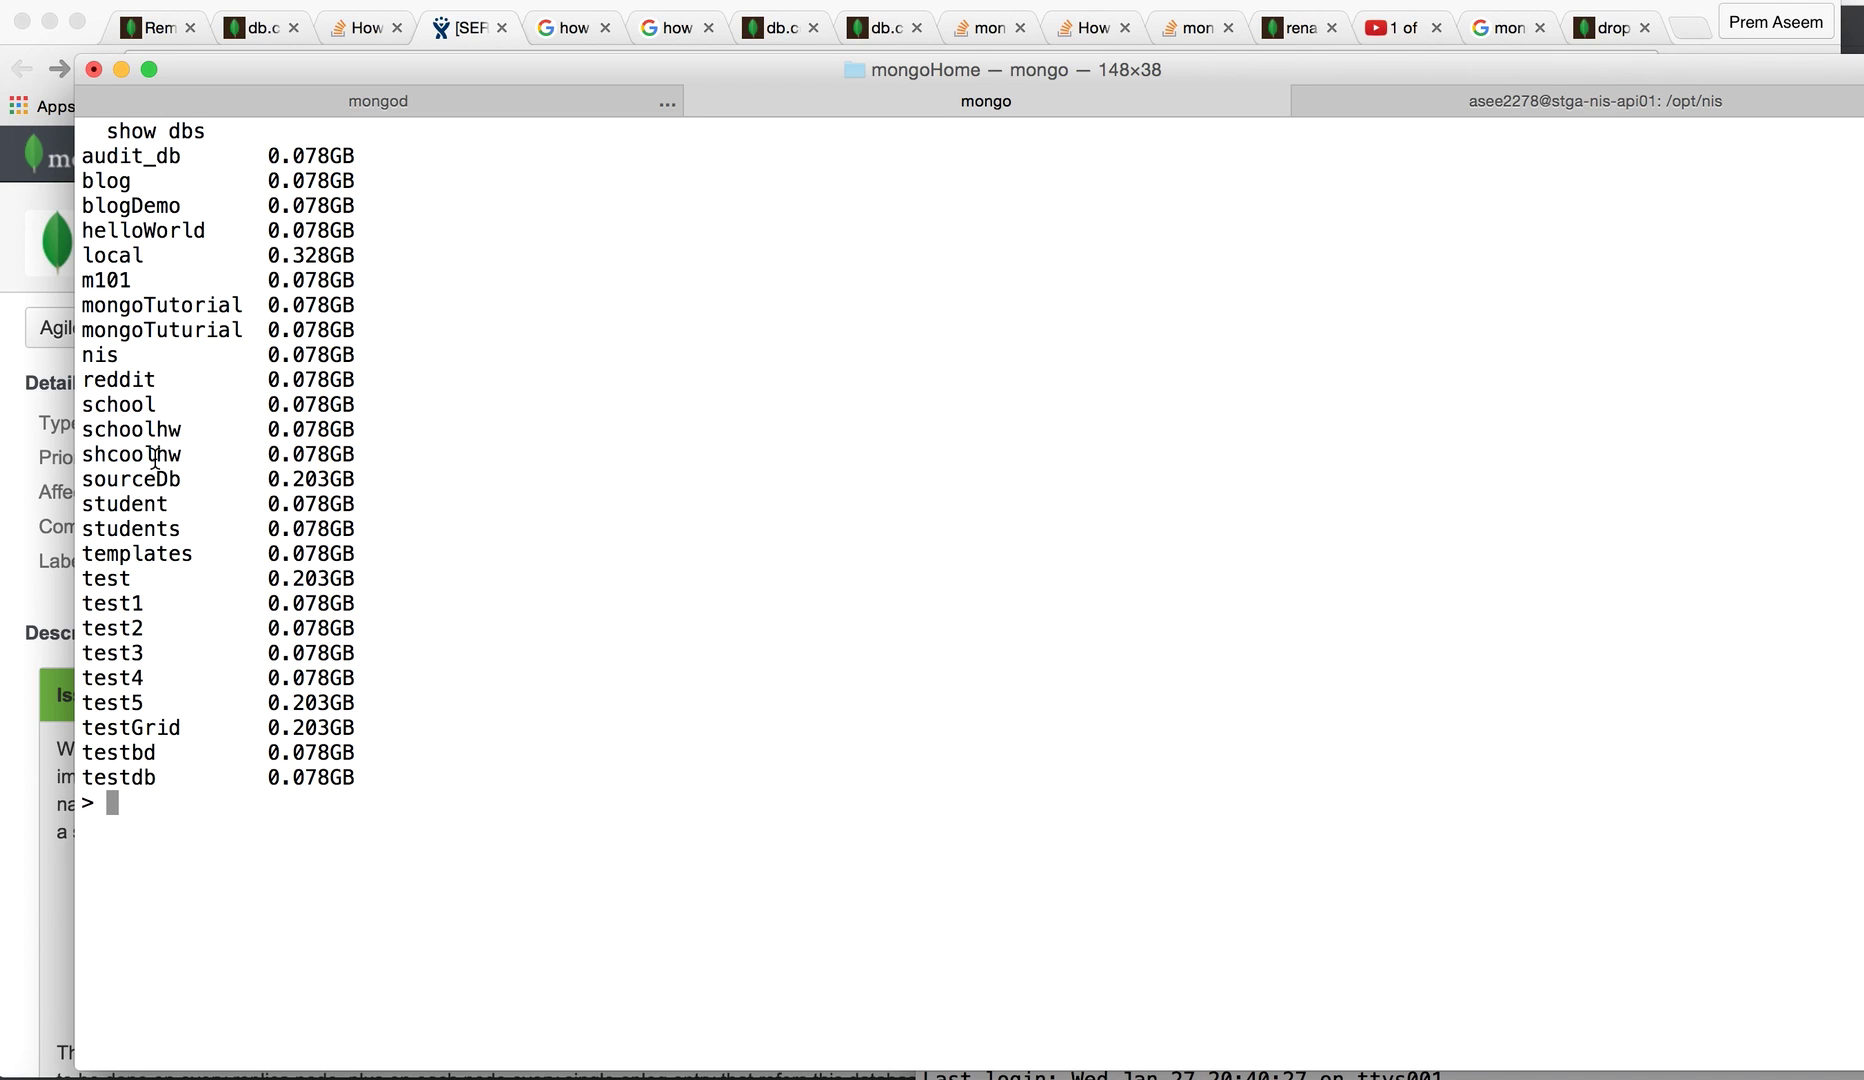 Rem db.c How [SEF how how db.c db.c mon How mon rena 1 of mon drop Prem Aseem
mongoHome — mongo — 148×38
Apps mongod ... mongo asee2278@stga-nis-api01: /opt/nis
show dbs
audit_db 0.078GB
blog 0.078GB
blogDemo 0.078GB
helloWorld 0.078GB
local 0.328GB
m101 0.078GB
mongoTutorial 0.078GB
mongoTuturial 0.078GB
nis 0.078GB
reddit 0.078GB
school 0.078GB
schoolhw 0.078GB
shcoolhw 0.078GB
sourceDb 0.203GB
student 0.078GB
students 0.078GB
templates 0.078GB
test 0.203GB
test1 0.078GB
test2 0.078GB
test3 0.078GB
test4 0.078GB
test5 0.203GB
testGrid 0.203GB
testbd 0.078GB
testdb 0.078GB
>
m
Agil
Detail
Type
Prio
Affe
Com
Labe
Descr
Is
W
im
na
a
Th
Last login: Wed Jan 27 20:40:27 on ttys001